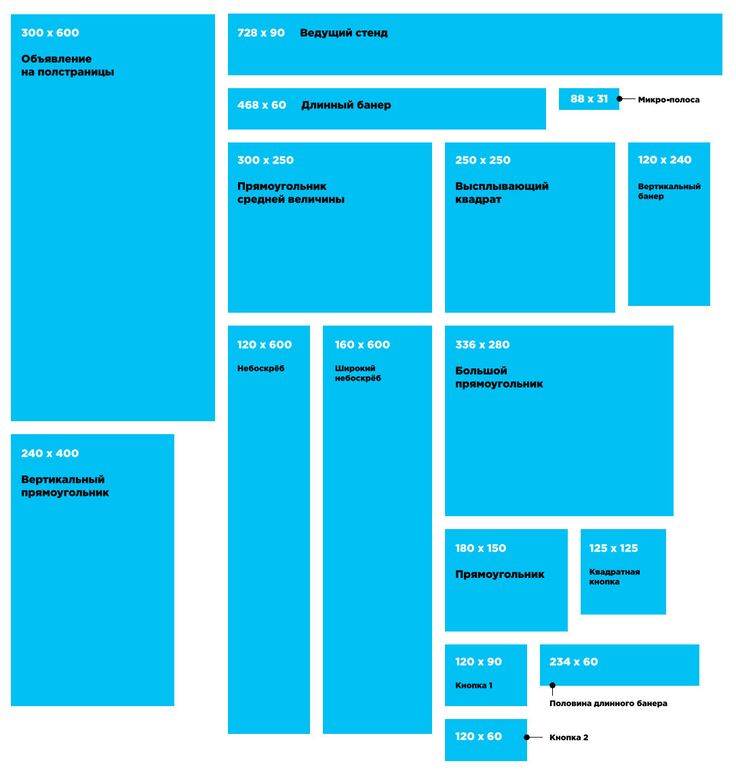 300 x 600
Объявление
на полстраницы
728 x 90 Ведущий стенд
468 x 60 Длинный банер
88 x 31 Микро-полоса
300 x 250
Прямоугольник
средней величины
250 x 250
Высплывающий
квадрат
120 x 240
Вертикальный
банер
120 x 600
Небоскрёб
160 x 600
Широкий
небоскрёб
336 x 280
Большой
прямоугольник
240 x 400
Вертикальный
прямоугольник
180 x 150
Прямоугольник
125 x 125
Квадратная
кнопка
120 x 90
Кнопка 1
234 x 60
Половина длинного банера
120 x 60 Кнопка 2